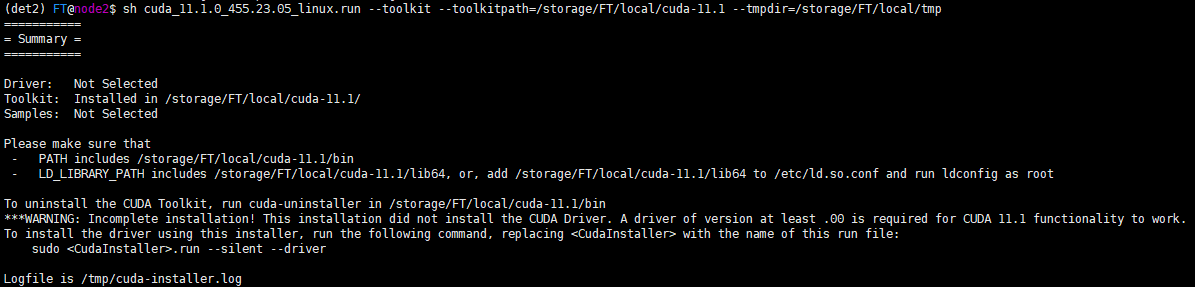 (det2) FT@node2$ sh cuda_11.1.0_455.23.05_linux.run --toolkit --toolkitpath=/storage/FT/local/cuda-11.1 --tmpdir=/storage/FT/local/tmp
===========
= Summary =
===========
Driver:   Not Selected
Toolkit:  Installed in /storage/FT/local/cuda-11.1/
Samples:  Not Selected
Please make sure that
 -   PATH includes /storage/FT/local/cuda-11.1/bin
 -   LD_LIBRARY_PATH includes /storage/FT/local/cuda-11.1/lib64, or, add /storage/FT/local/cuda-11.1/lib64 to /etc/ld.so.conf and run ldconfig as root
To uninstall the CUDA Toolkit, run cuda-uninstaller in /storage/FT/local/cuda-11.1/bin
***WARNING: Incomplete installation! This installation did not install the CUDA Driver. A driver of version at least .00 is required for CUDA 11.1 functionality to work.
To install the driver using this installer, run the following command, replacing <CudaInstaller> with the name of this run file:
    sudo <CudaInstaller>.run --silent --driver
Logfile is /tmp/cuda-installer.log